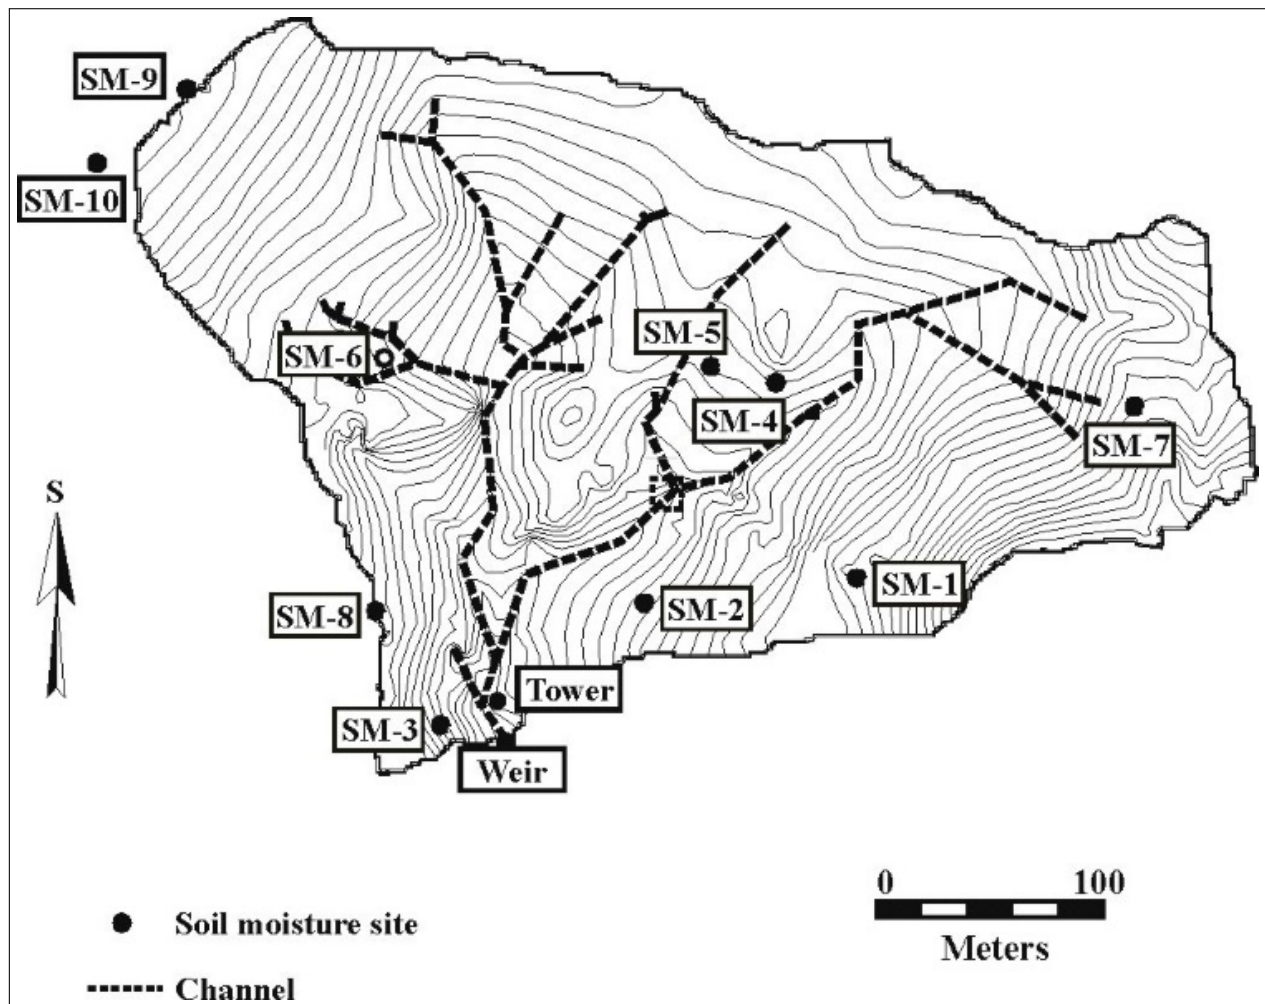 SM-9
SM-10
SM-5
SM-6
SM-4
SM-7
S
SM-1
SM-8
SM-2
Tower
SM-3
Weir
0 100
Meters
Soil moisture site
Channel